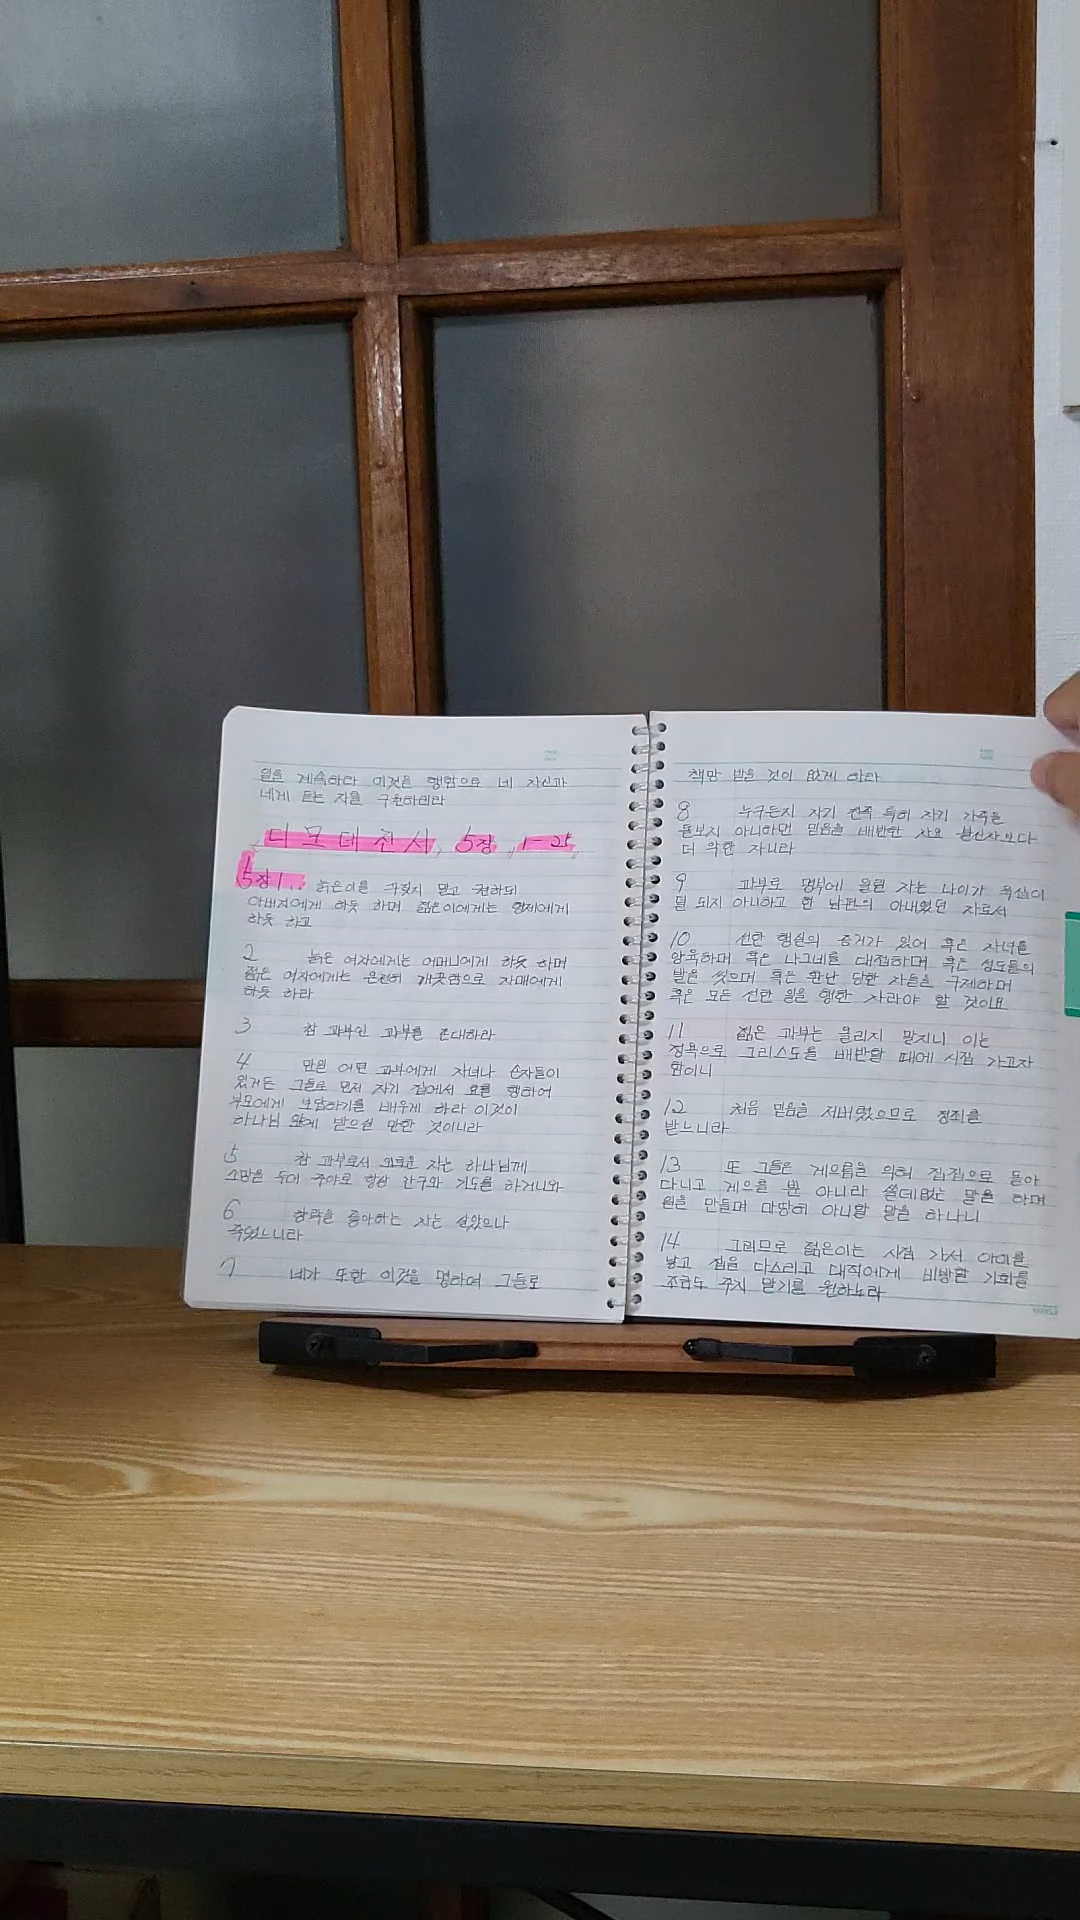 일을 계속하라 이것을 행함으로 네 자신과
네게 듣는 자를 구원하리라
디모데전서, 5장, 1-25,
5장1.. 늙은이를 꾸짖지 말고 권하되
아버지에게 하듯 하며 젊은이에게는 형제에게
하듯 하고
2 늙은 여자에게는 어머니에게 하듯 하며
젊은 여자에게는 온전히 깨끗함으로 자매에게
하듯 하라
3 참 과부인 과부를 존대하라
4 만일 어떤 과부에게 자녀나 손자들이
있거든 그들로 먼저 자기 집에서 효를 행하여
부모에게 보답하기를 배우게 하라 이것이
하나님 앞에 받으실 만한 것이니라
5 참 과부로서 외로운 자는 하나님께
소망을 두어 주야로 항상 간구와 기도를 하거니와
6 향락을 좋아하는 자는 살았으나
죽었느니라
7 네가 또한 이것을 명하여 그들로
책망 받을 것이 없게 하라
8 누구든지 자기 친족 특히 자기 가족을
돌보지 아니하면 믿음을 배반한 자요 불신자보다
더 악한 자니라
9 과부로 명부에 올릴 자는 나이가 육십이
덜 되지 아니하고 한 남편의 아내였던 자로서
10 선한 행실의 증거가 있어 혹은 자녀를
양육하며 혹은 나그네를 대접하며 혹은 성도들의
발을 씻으며 혹은 환난 당한 자들을 구제하며
혹은 모든 선한 일을 행한 자라야 할 것이요
11 젊은 과부는 올리지 말지니 이는
정욕으로 그리스도를 배반할 때에 시집 가고자
함이니
12 처음 믿음을 저버렸으므로 정죄를
받느니라
13 또 그들은 게으름을 익혀 집집으로 돌아
다니고 게으를 뿐 아니라 쓸데없는 말을 하며
일을 만들며 마땅히 아니할 말을 하나니
14 그러므로 젊은이는 시집 가서 아이를
낳고 집을 다스리고 대적에게 비방할 기회를
조금도 주지 말기를 원하노라